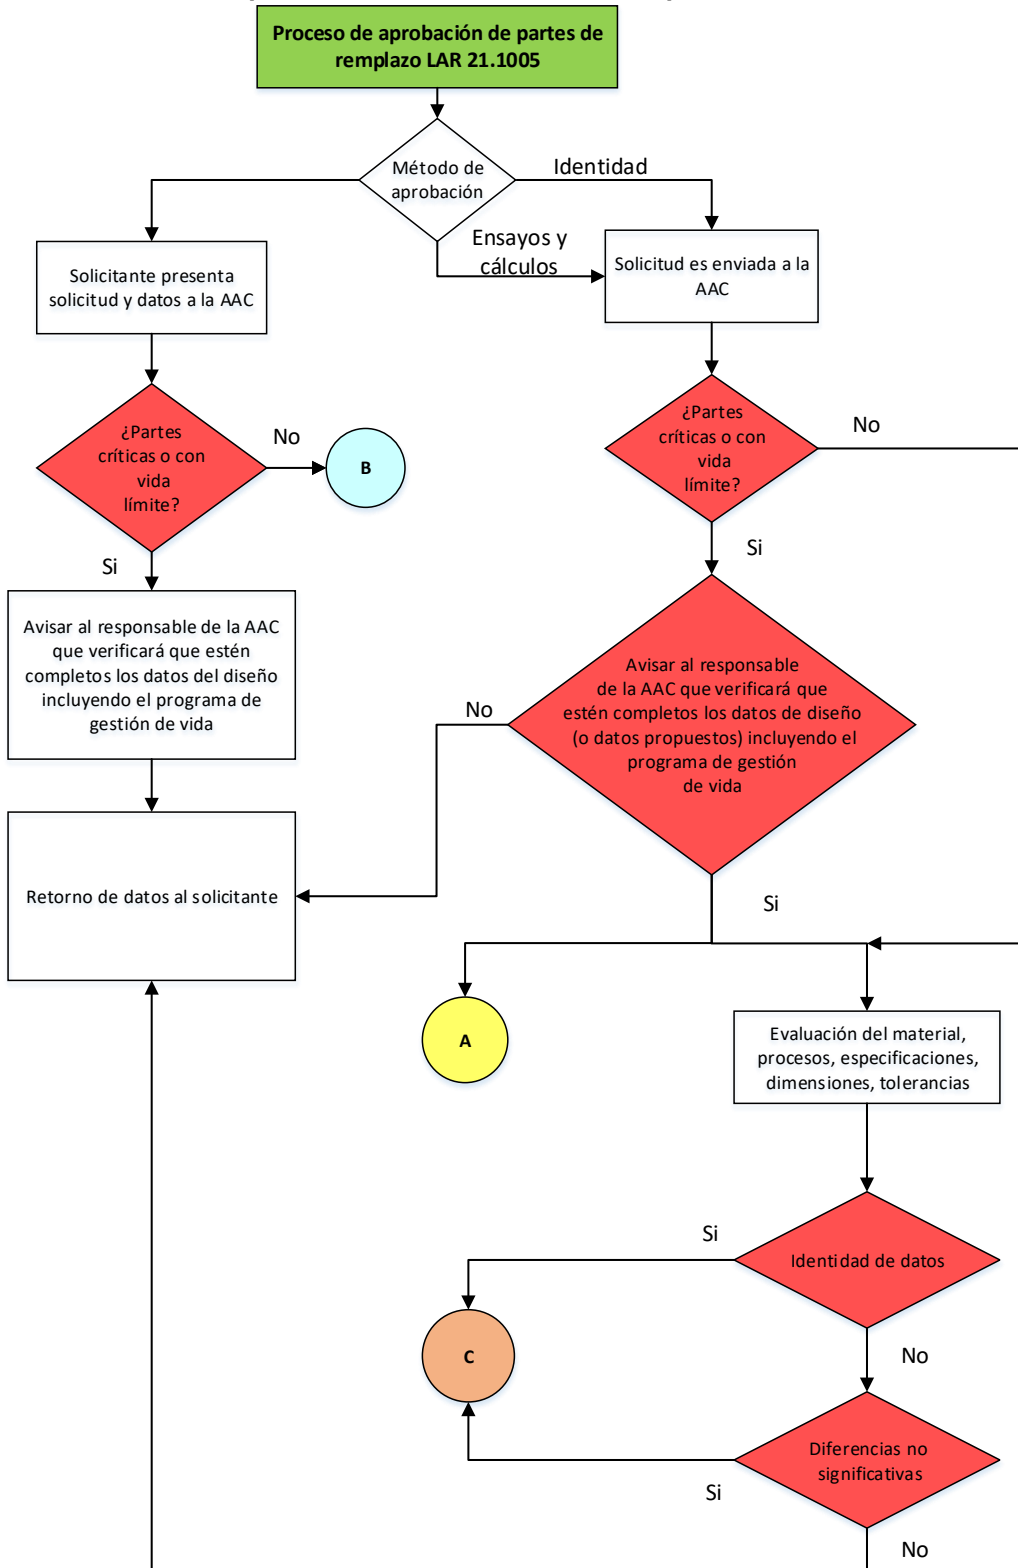 Proceso de aprobación de partes de
remplazo LAR 21.1005
Método de
aprobación
Identidad
Ensayos y
cálculos
Solicitante presenta
solicitud y datos a la AAC
Solicitud es enviada a la
AAC
¿Partes
críticas o con
vida
límite?
No
B
Si
¿Partes
críticas o con
vida
límite?
No
Si
Avisar al responsable de la AAC
que verificará que estén
completos los datos del diseño
incluyendo el programa de
gestión de vida
Avisar al responsable
de la AAC que verificará que
estén completos los datos de diseño
(o datos propuestos) incluyendo el
programa de gestión
de vida
No
Si
Retorno de datos al solicitante
A
Evaluación del material,
procesos, especificaciones,
dimensiones, tolerancias
Identidad de datos
Si
No
C
Diferencias no
significativas
Si
No